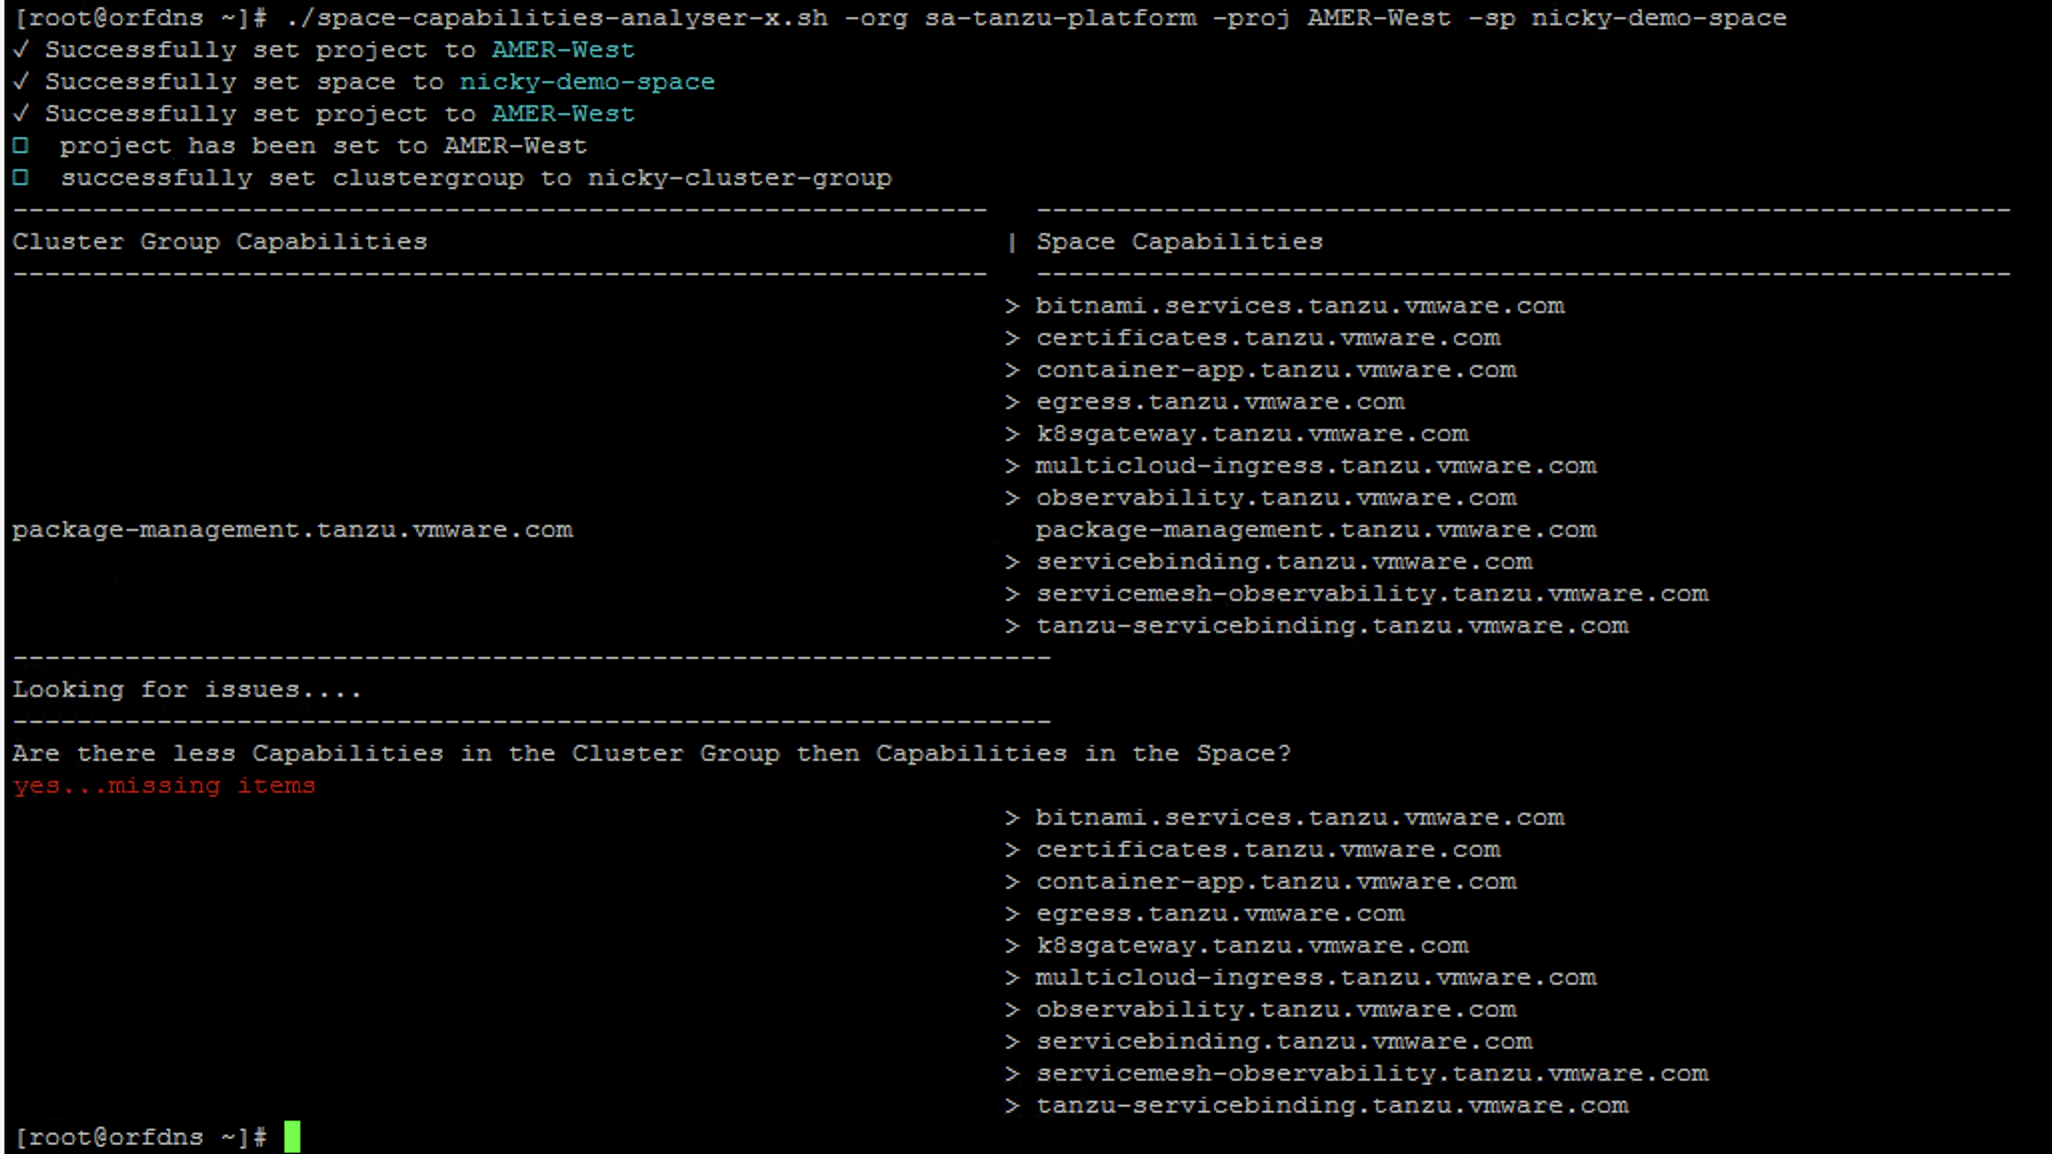 [root@orfdns ~]# ./space-capabilities-analyser-x.sh -org sa-tanzu-platform -proj AMER-West -sp nicky-demo-space
✓ Successfully set project to AMER-West
✓ Successfully set space to nicky-demo-space
✓ Successfully set project to AMER-West
□  project has been set to AMER-West
□  successfully set clustergroup to nicky-cluster-group
-------------------------------------------------------------   -------------------------------------------------------------
Cluster Group Capabilities | Space Capabilities
-------------------------------------------------------------   -------------------------------------------------------------
> bitnami.services.tanzu.vmware.com
> certificates.tanzu.vmware.com
> container-app.tanzu.vmware.com
> egress.tanzu.vmware.com
> k8sgateway.tanzu.vmware.com
> multicloud-ingress.tanzu.vmware.com
> observability.tanzu.vmware.com
package-management.tanzu.vmware.com package-management.tanzu.vmware.com
> servicebinding.tanzu.vmware.com
> servicemesh-observability.tanzu.vmware.com
> tanzu-servicebinding.tanzu.vmware.com
-----------------------------------------------------------------
Looking for issues....
-----------------------------------------------------------------
Are there less Capabilities in the Cluster Group then Capabilities in the Space?
yes...missing items
> bitnami.services.tanzu.vmware.com
> certificates.tanzu.vmware.com
> container-app.tanzu.vmware.com
> egress.tanzu.vmware.com
> k8sgateway.tanzu.vmware.com
> multicloud-ingress.tanzu.vmware.com
> observability.tanzu.vmware.com
> servicebinding.tanzu.vmware.com
> servicemesh-observability.tanzu.vmware.com
> tanzu-servicebinding.tanzu.vmware.com
[root@orfdns ~]#